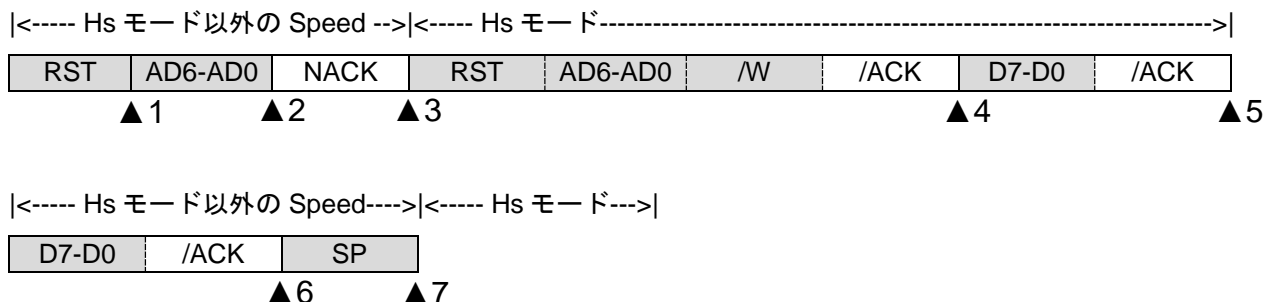 |<----- Hs モード以外の Speed -->|<----- Hs モード---------------------------------------------------------------------->|
RST AD6-AD0 NACK RST AD6-AD0 /W /ACK D7-D0 /ACK
▲1 ▲2 ▲3 ▲4 ▲5
|<----- Hs モード以外の Speed---->|<----- Hs モード--->|
D7-D0 /ACK SP
▲6 ▲7